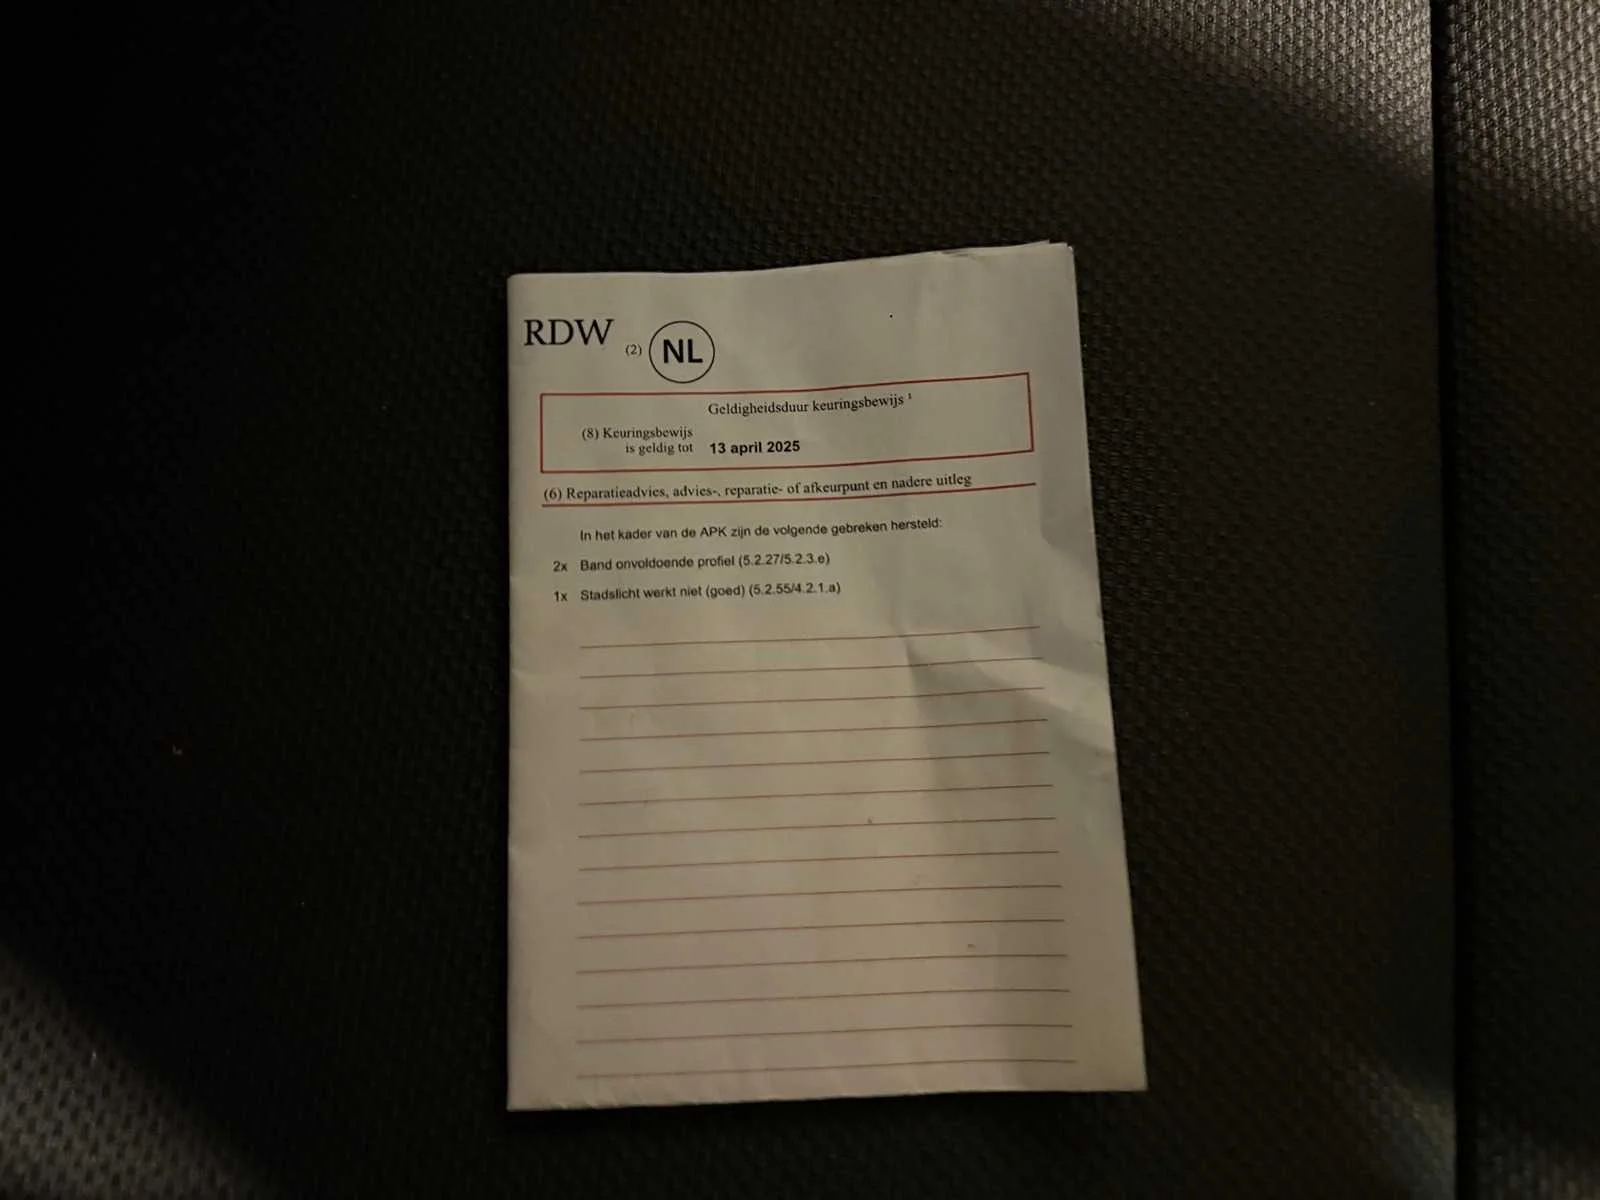 RDW (2) NL
Geldigheidsduur keuringsbewijs ¹
(8) Keuringsbewijs
is geldig tot 13 april 2025
(6) Reparatieadvies, advies-, reparatie- of afkeurpunt en nadere uitleg
In het kader van de APK zijn de volgende gebreken hersteld:
2x Band onvoldoende profiel (5.2.27/5.2.3.e)
1x Stadslicht werkt niet (goed) (5.2.55/4.2.1.a)